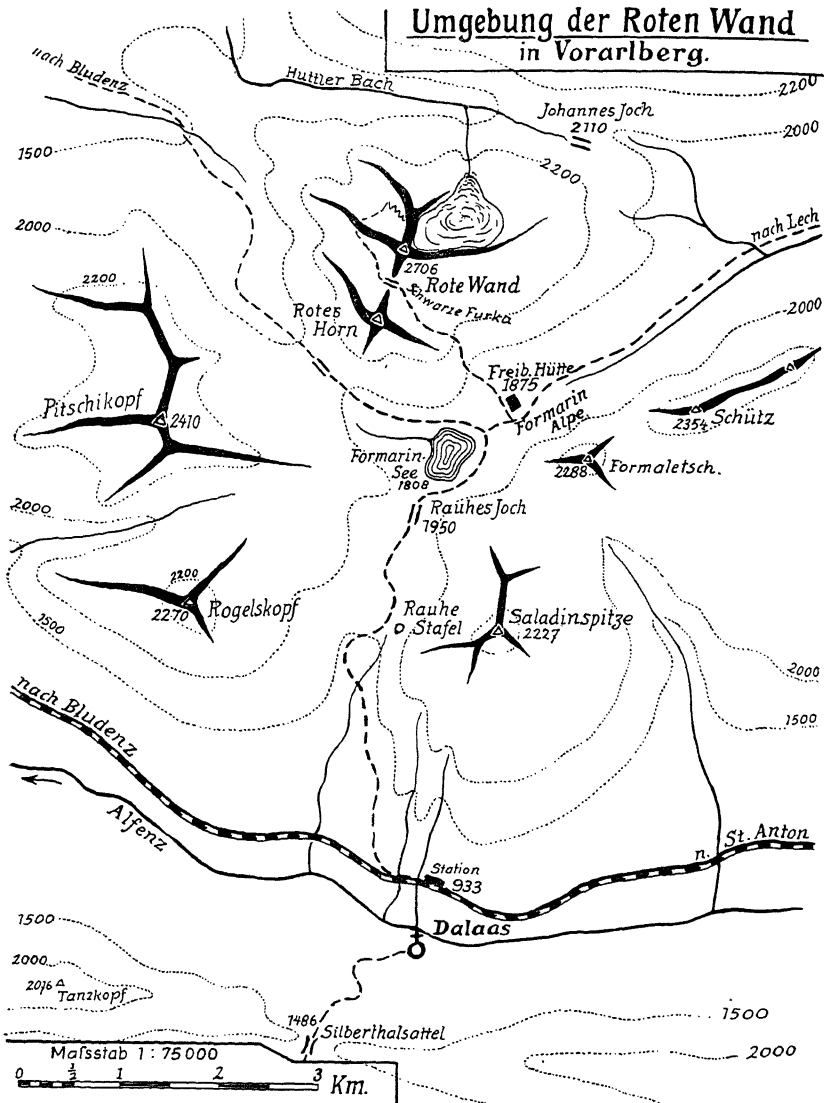 Umgebung der Roten Wand
in Vorarlberg.
nach Bludenz
Huttler Bach
2200
Johannes Joch
2110
2000
1500
2200
2000
nach Lech
2706
Rote Wand
2200
Schwarze Furka
Rotes
Horn
2000
Freib. Hütte
1875
Formarin
Alpe.
Pitschikopf
2410
2354
Schütz
Formarin-
See
1808
2288
Formaletsch.
Rauhes Joch
1950
2000
2200
2270
Rogelskopf
Rauhe
Stafel
Saladinspitze
2227
1500
2000
1500
nach Bludenz
Alfenz
n. St. Anton
Station
933
Dalaas
1500
2000
2016
Tanzkopf
1486
Silberthalsattel
1500
2000
Maſsstab 1 : 75000
0 ½ 1 2 3 Km.